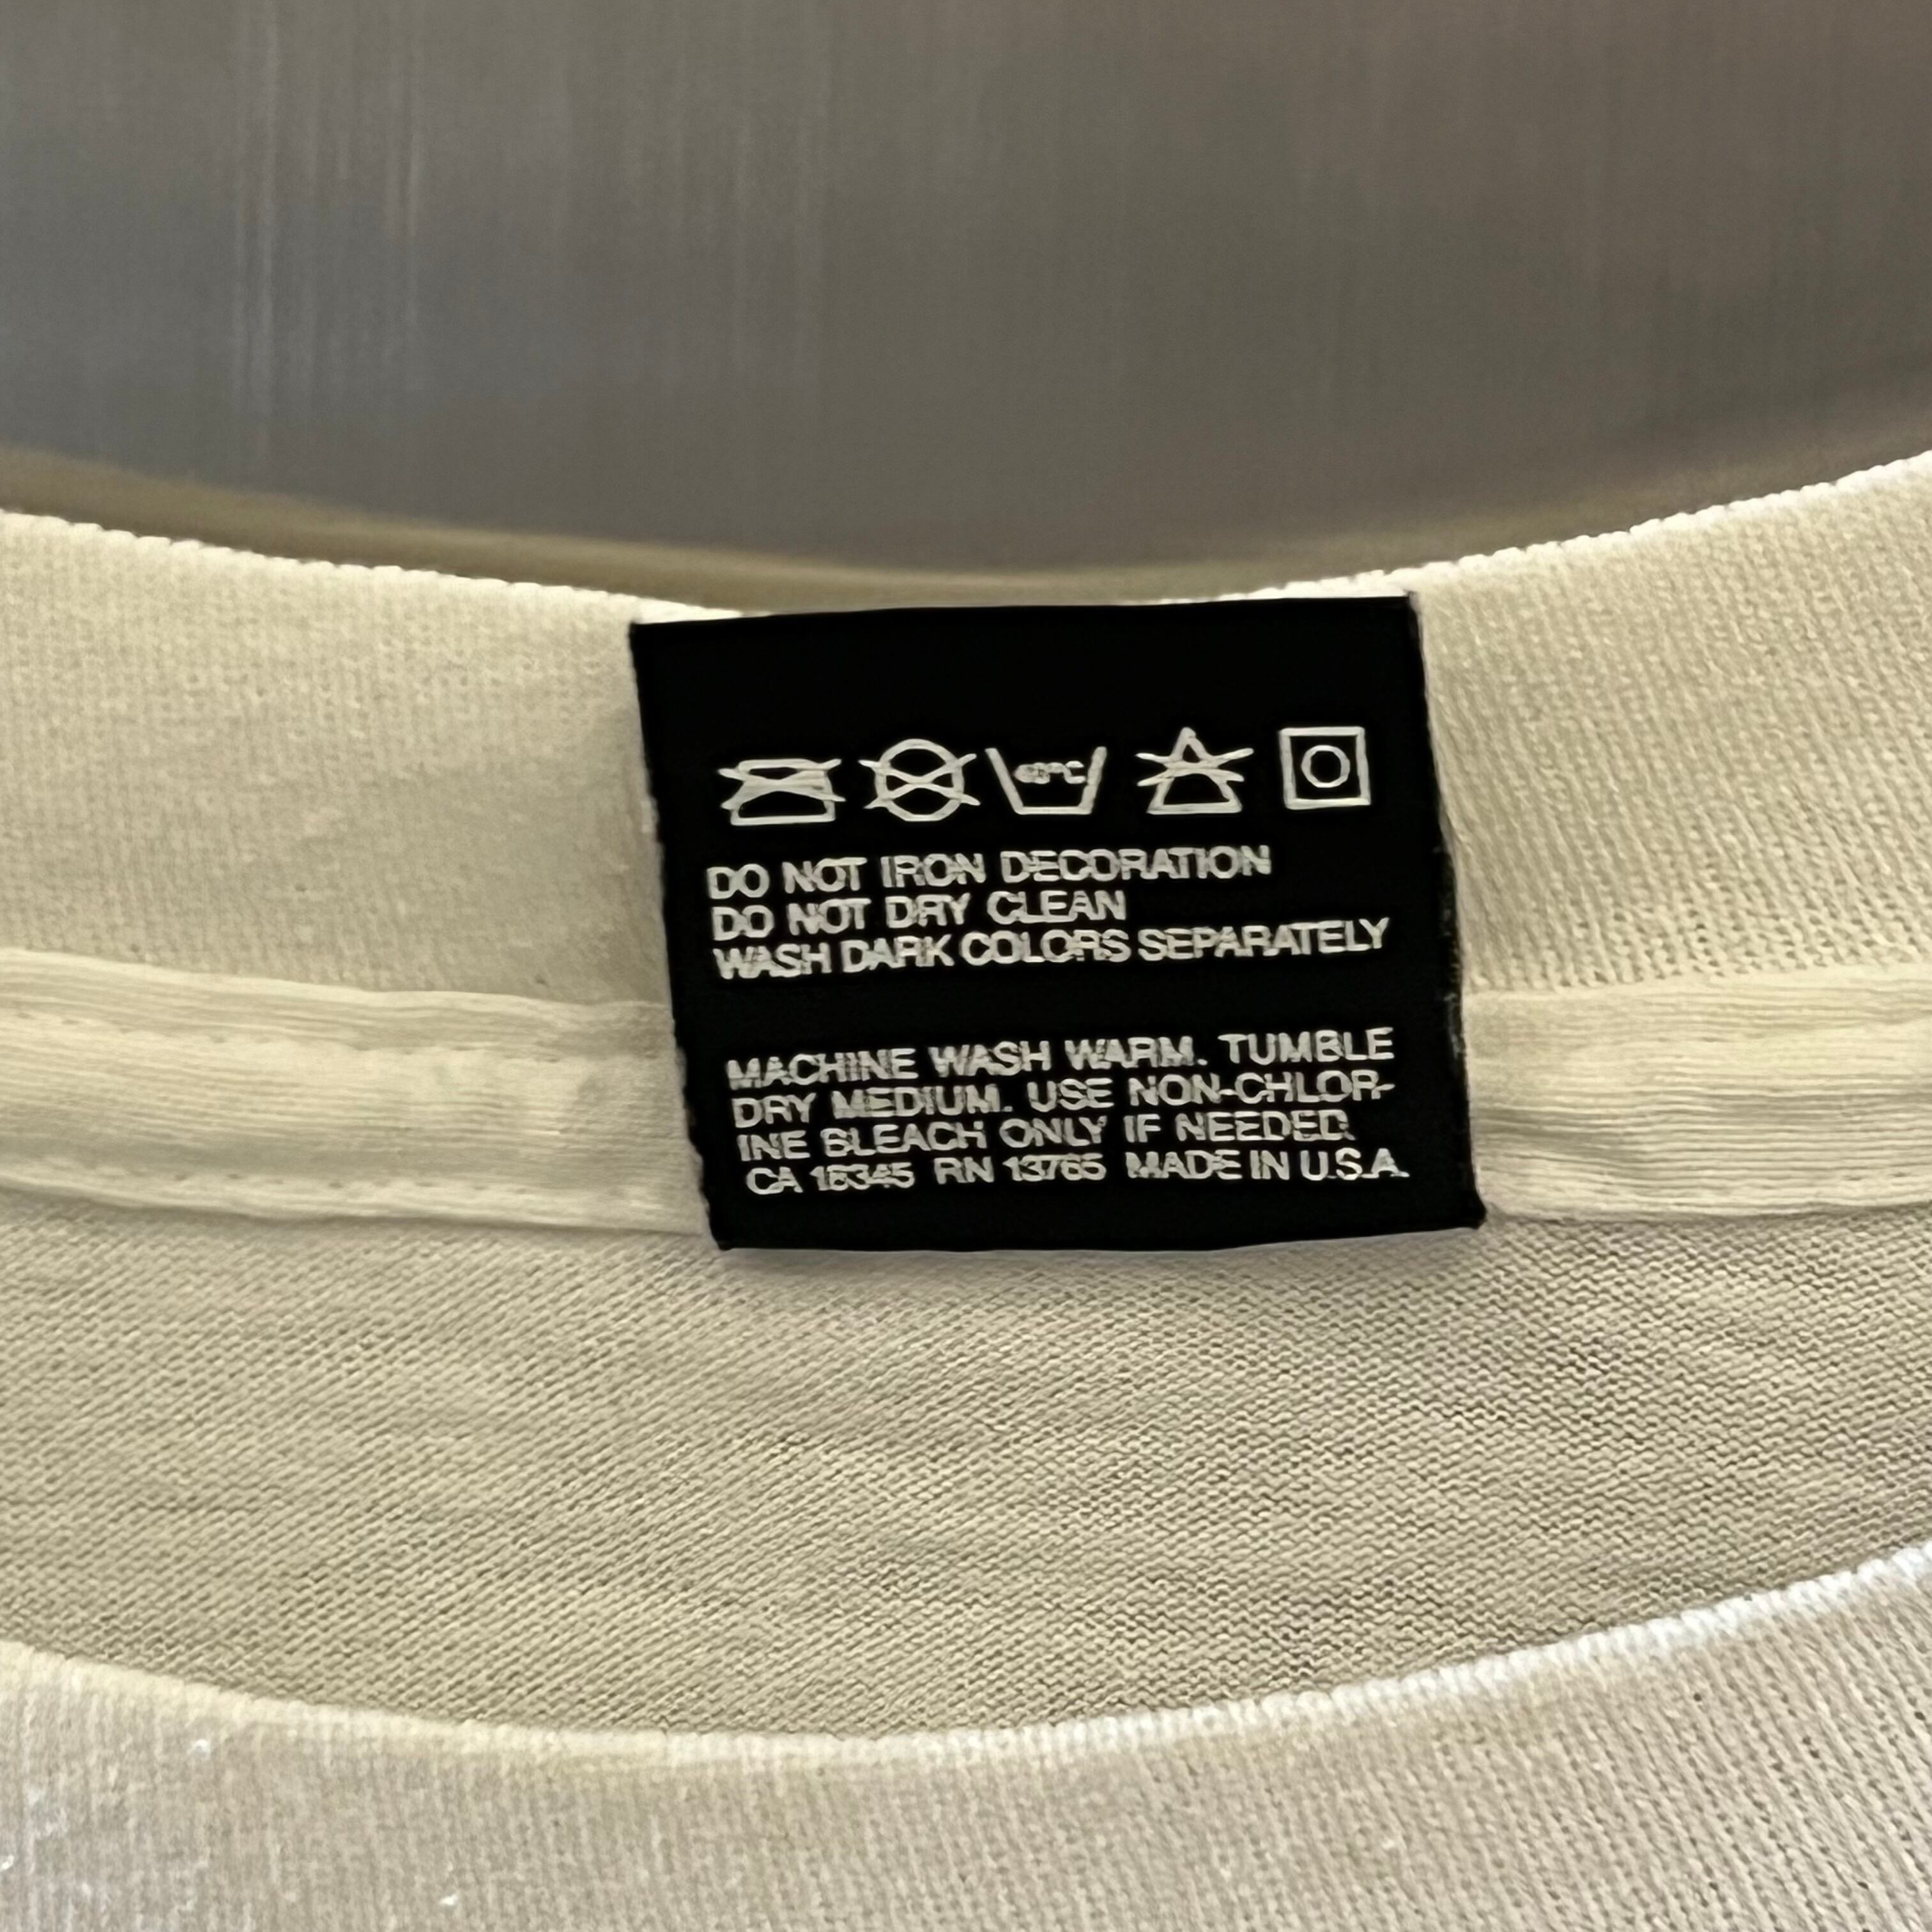 DO NOT IRON DECORATION
DO NOT DRY CLEAN
WASH DARK COLORS SEPARATELY
MACHINE WASH WARM. TUMBLE
DRY MEDIUM. USE NON-CHLOR-
INE BLEACH ONLY IF NEEDED.
CA RN 13765 MADE IN U.S.A.